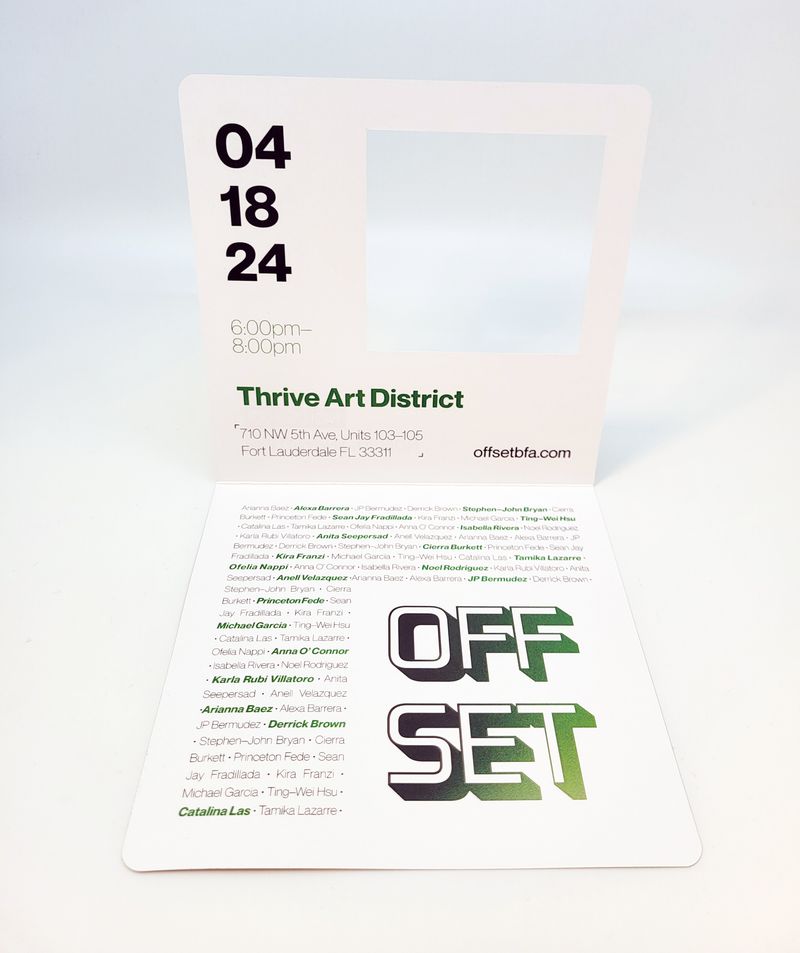 04
18
24
6:00pm–
8:00pm
Thrive Art District
710 NW 5th Ave, Units 103–105
Fort Lauderdale FL 33311
offsetbfa.com
Arianna Baez • Alexa Barrera • JP Bermudez • Derrick Brown • Stephen–John Bryan • Cierra
Burkett • Princeton Fede • Sean Jay Fradillada • Kira Franzi • Michael Garcia • Ting–Wei Hsu
• Catalina Las • Tamika Lazarre • Ofelia Nappi • Anna O'Connor • Isabella Rivera • Noel Rodriguez
• Karla Rubi Villatoro • Anita Seepersad • Anell Velazquez • Arianna Baez • Alexa Barrera • JP
Bermudez • Derrick Brown • Stephen–John Bryan • Cierra Burkett • Princeton Fede • Sean Jay
Fradillada • Kira Franzi • Michael Garcia • Ting–Wei Hsu • Catalina Las • Tamika Lazarre •
Ofelia Nappi • Anna O'Connor • Isabella Rivera • Noel Rodriguez • Karla Rubi Villatoro • Anita
Seepersad • Anell Velazquez • Arianna Baez • Alexa Barrera • JP Bermudez • Derrick Brown •
Stephen–John Bryan • Cierra
Burkett • Princeton Fede • Sean
Jay Fradillada • Kira Franzi •
Michael Garcia • Ting–Wei Hsu
• Catalina Las • Tamika Lazarre •
Ofelia Nappi • Anna O'Connor
• Isabella Rivera • Noel Rodriguez
• Karla Rubi Villatoro • Anita
Seepersad • Anell Velazquez
• Arianna Baez • Alexa Barrera •
JP Bermudez • Derrick Brown
• Stephen–John Bryan • Cierra
Burkett • Princeton Fede • Sean
Jay Fradillada • Kira Franzi •
Michael Garcia • Ting–Wei Hsu •
Catalina Las • Tamika Lazarre •
OFF
SET